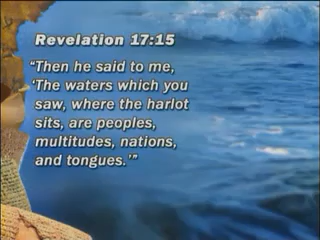 Revelation 17:15
“Then he said to me,
‘The waters which you
saw, where the harlot
sits, are peoples,
multitudes, nations,
and tongues.’”